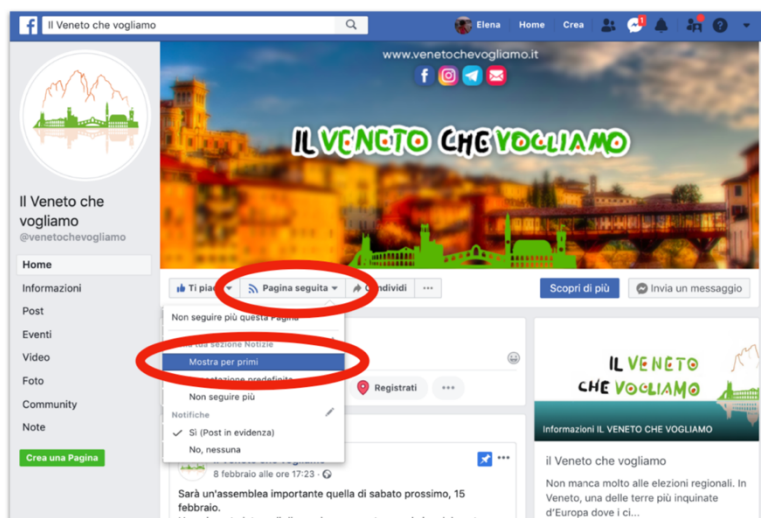 Il Veneto che vogliamo
Elena Home Crea
www.venetochevogliamo.it
IL VENETO CHE VOGLIAMO
Il Veneto che
vogliamo
@venetochevogliamo
Home
Informazioni
Post
Eventi
Video
Foto
Community
Note
Crea una Pagina
Ti piace
Pagina seguita
Condividi
Scopri di più
Invia un messaggio
Non seguire più questa Pagina
tua sezione Notizie
Mostra per primi
Impostazione predefinita
Non seguire più
Notifiche
Sì (Post in evidenza)
No, nessuna
Registrati
8 febbraio alle ore 17:23
Sarà un'assemblea importante quella di sabato prossimo, 15
febbraio.
IL VENETO
CHE VOGLIAMO
Informazioni IL VENETO CHE VOGLIAMO
il Veneto che vogliamo
Non manca molto alle elezioni regionali. In
Veneto, una delle terre più inquinate
d'Europa dove i ci...